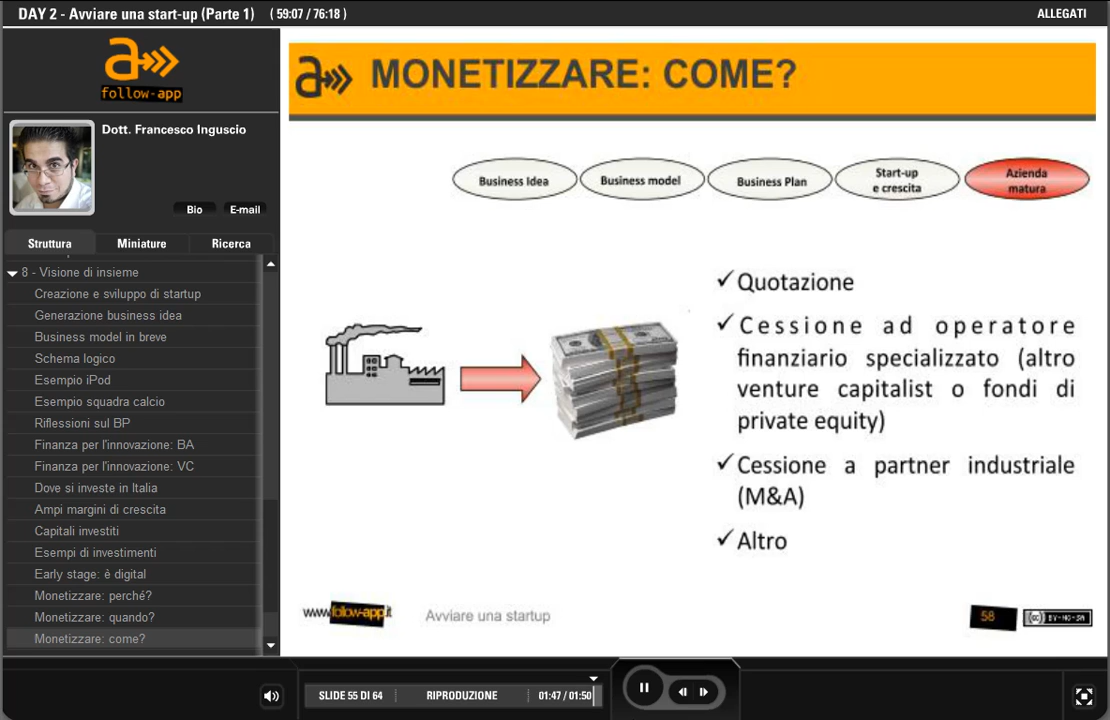 DAY 2 - Avviare una start-up (Parte 1) ( 59:07 / 76:18 )
ALLEGATI
a
follow-app
Dott. Francesco Inguscio
Bio
E-mail
Struttura
Miniature
Ricerca
8 - Visione di insieme
Creazione e sviluppo di startup
Generazione business idea
Business model in breve
Schema logico
Esempio iPod
Esempio squadra calcio
Riflessioni sul BP
Finanza per l'innovazione: BA
Finanza per l'innovazione: VC
Dove si investe in Italia
Ampi margini di crescita
Capitali investiti
Esempi di investimenti
Early stage: è digital
Monetizzare: perché?
Monetizzare: quando?
Monetizzare: come?
a MONETIZZARE: COME?
Business Idea
Business model
Business Plan
Start-up
e crescita
Azienda
matura
✓Quotazione
✓Cessione ad operatore
finanziario specializzato (altro
venture capitalist o fondi di
private equity)
✓Cessione a partner industriale
(M&A)
✓Altro
www.follow-app.it
Avviare una startup
58
(cc) BY-NC-SA
SLIDE 55 DI 64
RIPRODUZIONE
01:47 / 01:50